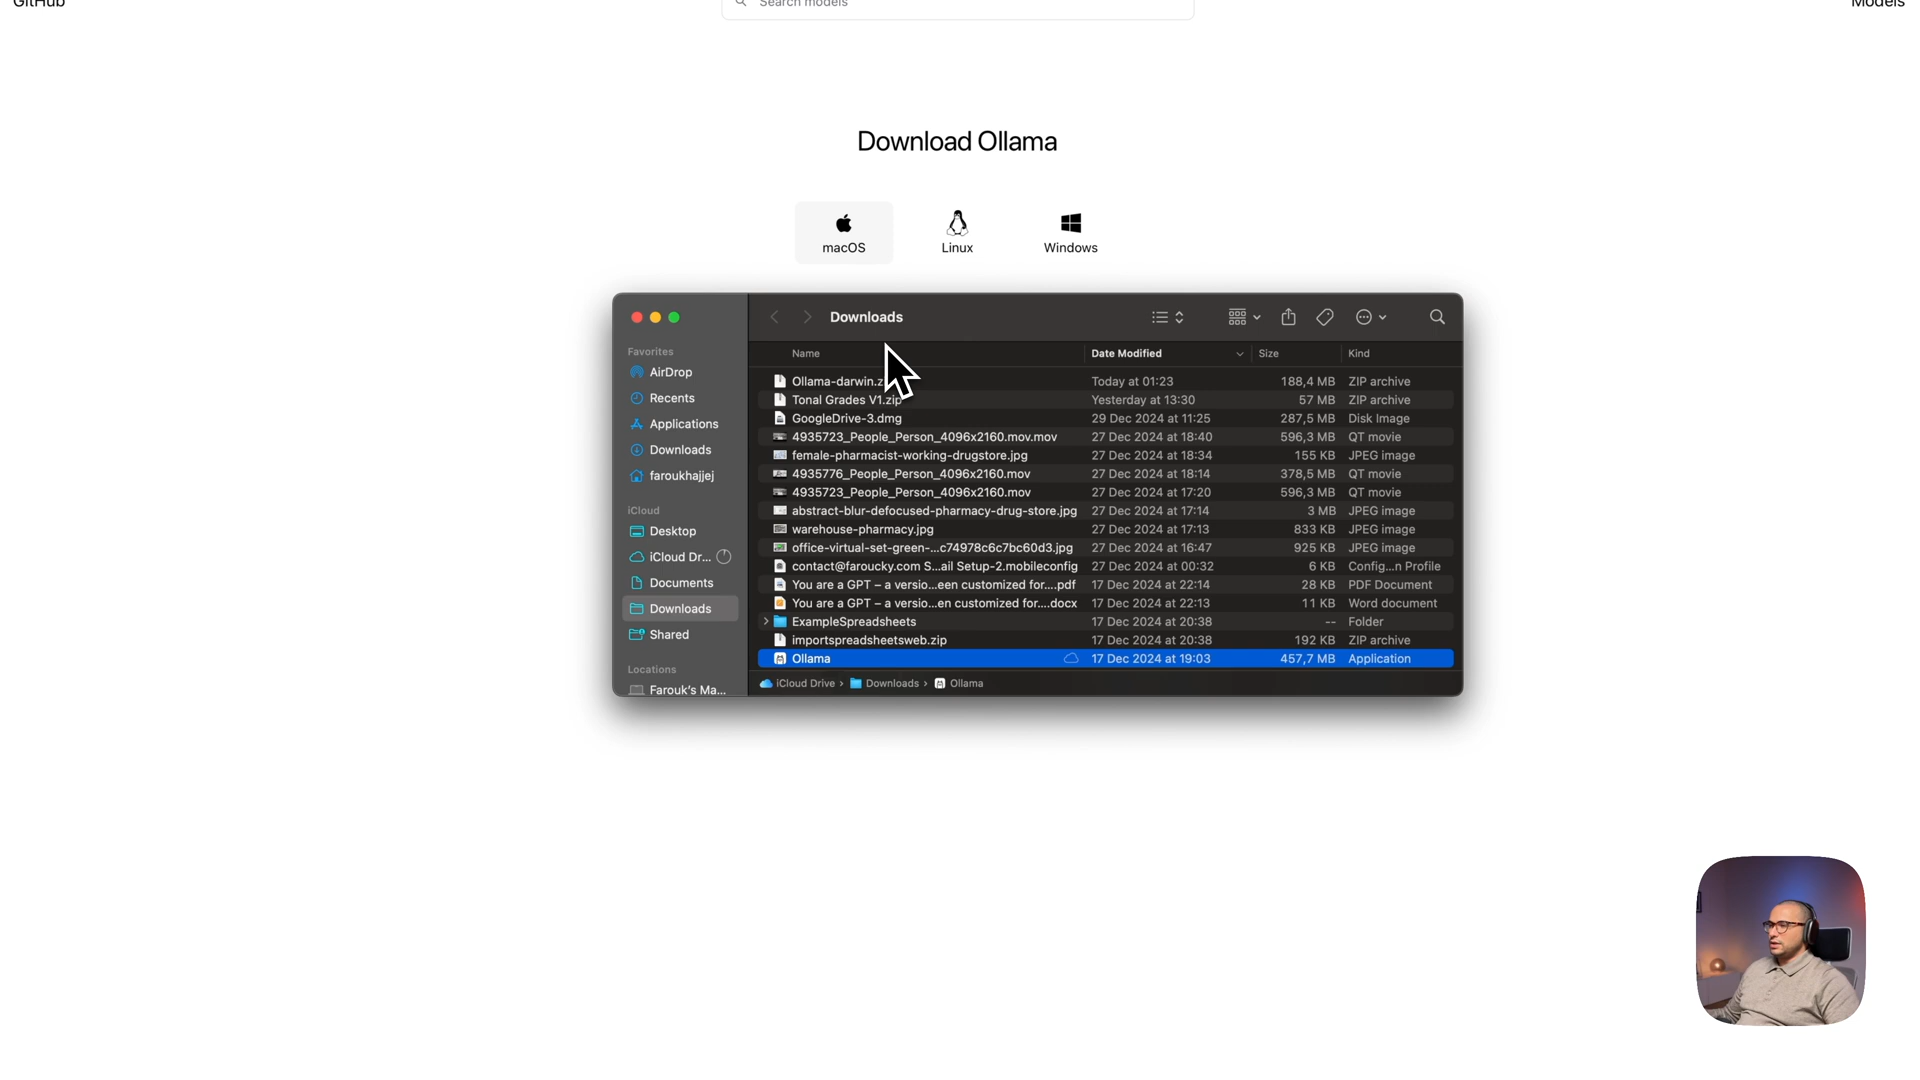 GitHub
Search models
Models
Download Ollama
macOS
Linux
Windows
Downloads
Favorites
AirDrop
Recents
Applications
Downloads
faroukhajjej
iCloud
Desktop
iCloud Dr...
Documents
Downloads
Shared
Locations
Farouk's Ma...
Name Date Modified Size Kind
Ollama-darwin.z Today at 01:23 188,4 MB ZIP archive
Tonal Grades V1.zip Yesterday at 13:30 57 MB ZIP archive
GoogleDrive-3.dmg 29 Dec 2024 at 11:25 287,5 MB Disk Image
4935723_People_Person_4096x2160.mov.mov 27 Dec 2024 at 18:40 596,3 MB QT movie
female-pharmacist-working-drugstore.jpg 27 Dec 2024 at 18:34 155 KB JPEG image
4935776_People_Person_4096x2160.mov 27 Dec 2024 at 18:14 378,5 MB QT movie
4935723_People_Person_4096x2160.mov 27 Dec 2024 at 17:20 596,3 MB QT movie
abstract-blur-defocused-pharmacy-drug-store.jpg 27 Dec 2024 at 17:14 3 MB JPEG image
warehouse-pharmacy.jpg 27 Dec 2024 at 17:13 833 KB JPEG image
office-virtual-set-green-...c74978c6c7bc60d3.jpg 27 Dec 2024 at 16:47 925 KB JPEG image
contact@faroucky.com S...ail Setup-2.mobileconfig 27 Dec 2024 at 00:32 6 KB Config...n Profile
You are a GPT – a versio...een customized for....pdf 17 Dec 2024 at 22:14 28 KB PDF Document
You are a GPT – a versio...en customized for....docx 17 Dec 2024 at 22:13 11 KB Word document
ExampleSpreadsheets 17 Dec 2024 at 20:38 -- Folder
importspreadsheetsweb.zip 17 Dec 2024 at 20:38 192 KB ZIP archive
Ollama 17 Dec 2024 at 19:03 457,7 MB Application
iCloud Drive › Downloads › Ollama